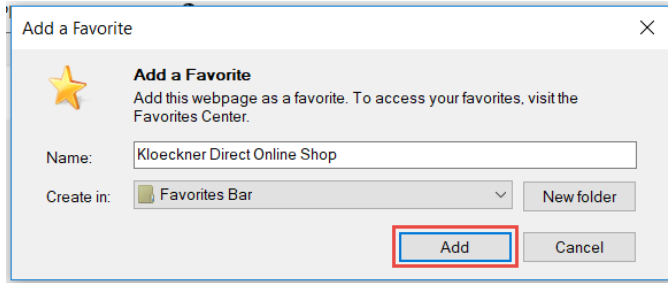 Add a Favorite
Add a Favorite
Add this webpage as a favorite. To access your favorites, visit the
Favorites Center.
Name: Kloeckner Direct Online Shop
Create in: Favorites Bar New folder
Add Cancel